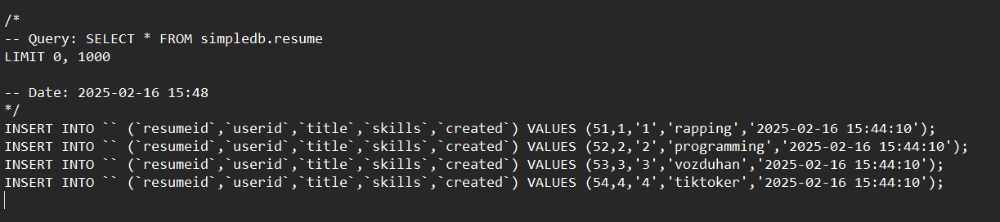 /*
-- Query: SELECT * FROM simpledb.resume
LIMIT 0, 1000
-- Date: 2025-02-16 15:48
*/
INSERT INTO `` (`resumeid`,`userid`,`title`,`skills`,`created`) VALUES (51,1,'1','rapping','2025-02-16 15:44:10');
INSERT INTO `` (`resumeid`,`userid`,`title`,`skills`,`created`) VALUES (52,2,'2','programming','2025-02-16 15:44:10');
INSERT INTO `` (`resumeid`,`userid`,`title`,`skills`,`created`) VALUES (53,3,'3','vozduhan','2025-02-16 15:44:10');
INSERT INTO `` (`resumeid`,`userid`,`title`,`skills`,`created`) VALUES (54,4,'4','tiktoker','2025-02-16 15:44:10');